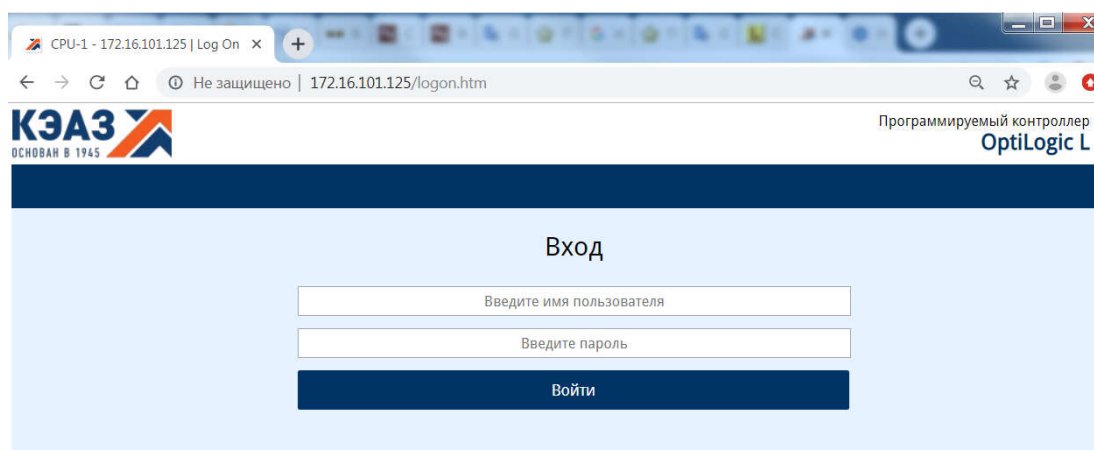 CPU-1 - 172.16.101.125 | Log On
Не защищено | 172.16.101.125/logon.htm
КЭАЗ
ОСНОВАН В 1945
Программируемый контроллер
OptiLogic L
Вход
Введите имя пользователя
Введите пароль
Войти